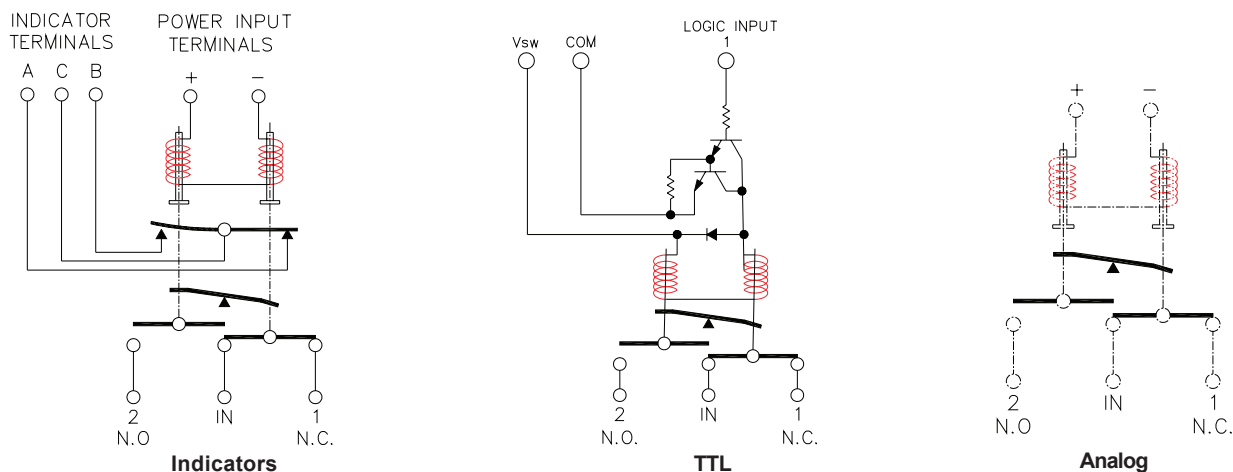 INDICATOR
TERMINALS
A C B
POWER INPUT
TERMINALS
+ −
2
N.O
IN
1
N.C.
Indicators
Vsw
COM
LOGIC INPUT
1
2
N.O.
IN
1
N.C.
TTL
+ −
2
N.O
IN
1
N.C.
Analog